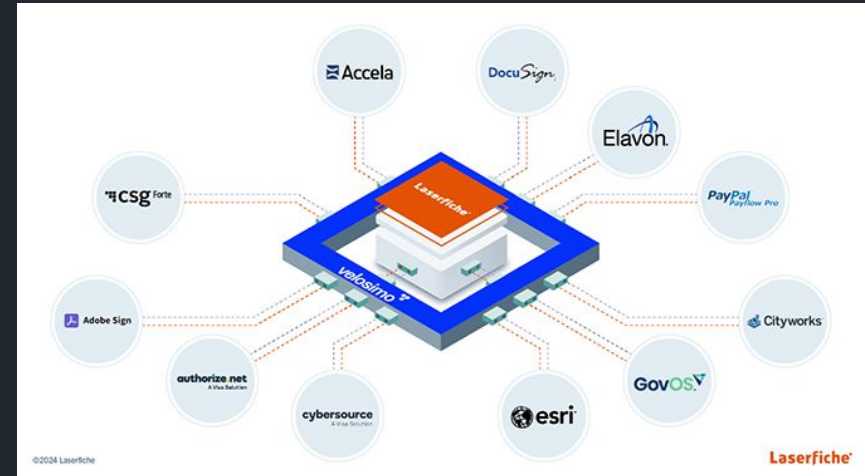 Accela
DocuSign
Elavon
csg Forte
PayPal
Payflow Pro
Laserfiche
velosimo
Adobe Sign
Cityworks
authorize.net
A Visa Solution
GovOS
cybersource
A Visa Solution
esri
©2024 Laserfiche
Laserfiche